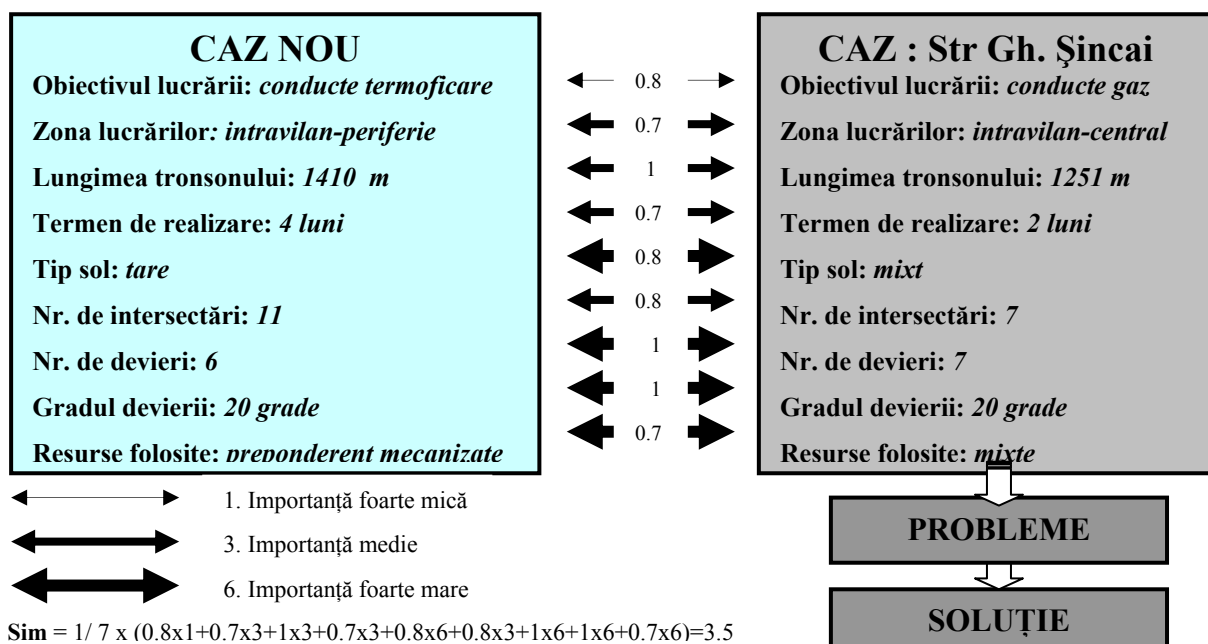 CAZ NOU
Obiectivul lucrării: conducte termoficare
Zona lucrărilor: intravilan-periferie
Lungimea tronsonului: 1410 m
Termen de realizare: 4 luni
Tip sol: tare
Nr. de intersectări: 11
Nr. de devieri: 6
Gradul devierii: 20 grade
Resurse folosite: preponderent mecanizate
0.8
0.7
1
0.7
0.8
0.8
1
1
0.7
CAZ : Str Gh. Şincai
Obiectivul lucrării: conducte gaz
Zona lucrărilor: intravilan-central
Lungimea tronsonului: 1251 m
Termen de realizare: 2 luni
Tip sol: mixt
Nr. de intersectări: 7
Nr. de devieri: 7
Gradul devierii: 20 grade
Resurse folosite: mixte
1. Importanță foarte mică
3. Importanță medie
6. Importanță foarte mare
PROBLEME
SOLUȚIE
Sim = 1/ 7 x (0.8x1+0.7x3+1x3+0.7x3+0.8x6+0.8x3+1x6+1x6+0.7x6)=3.5